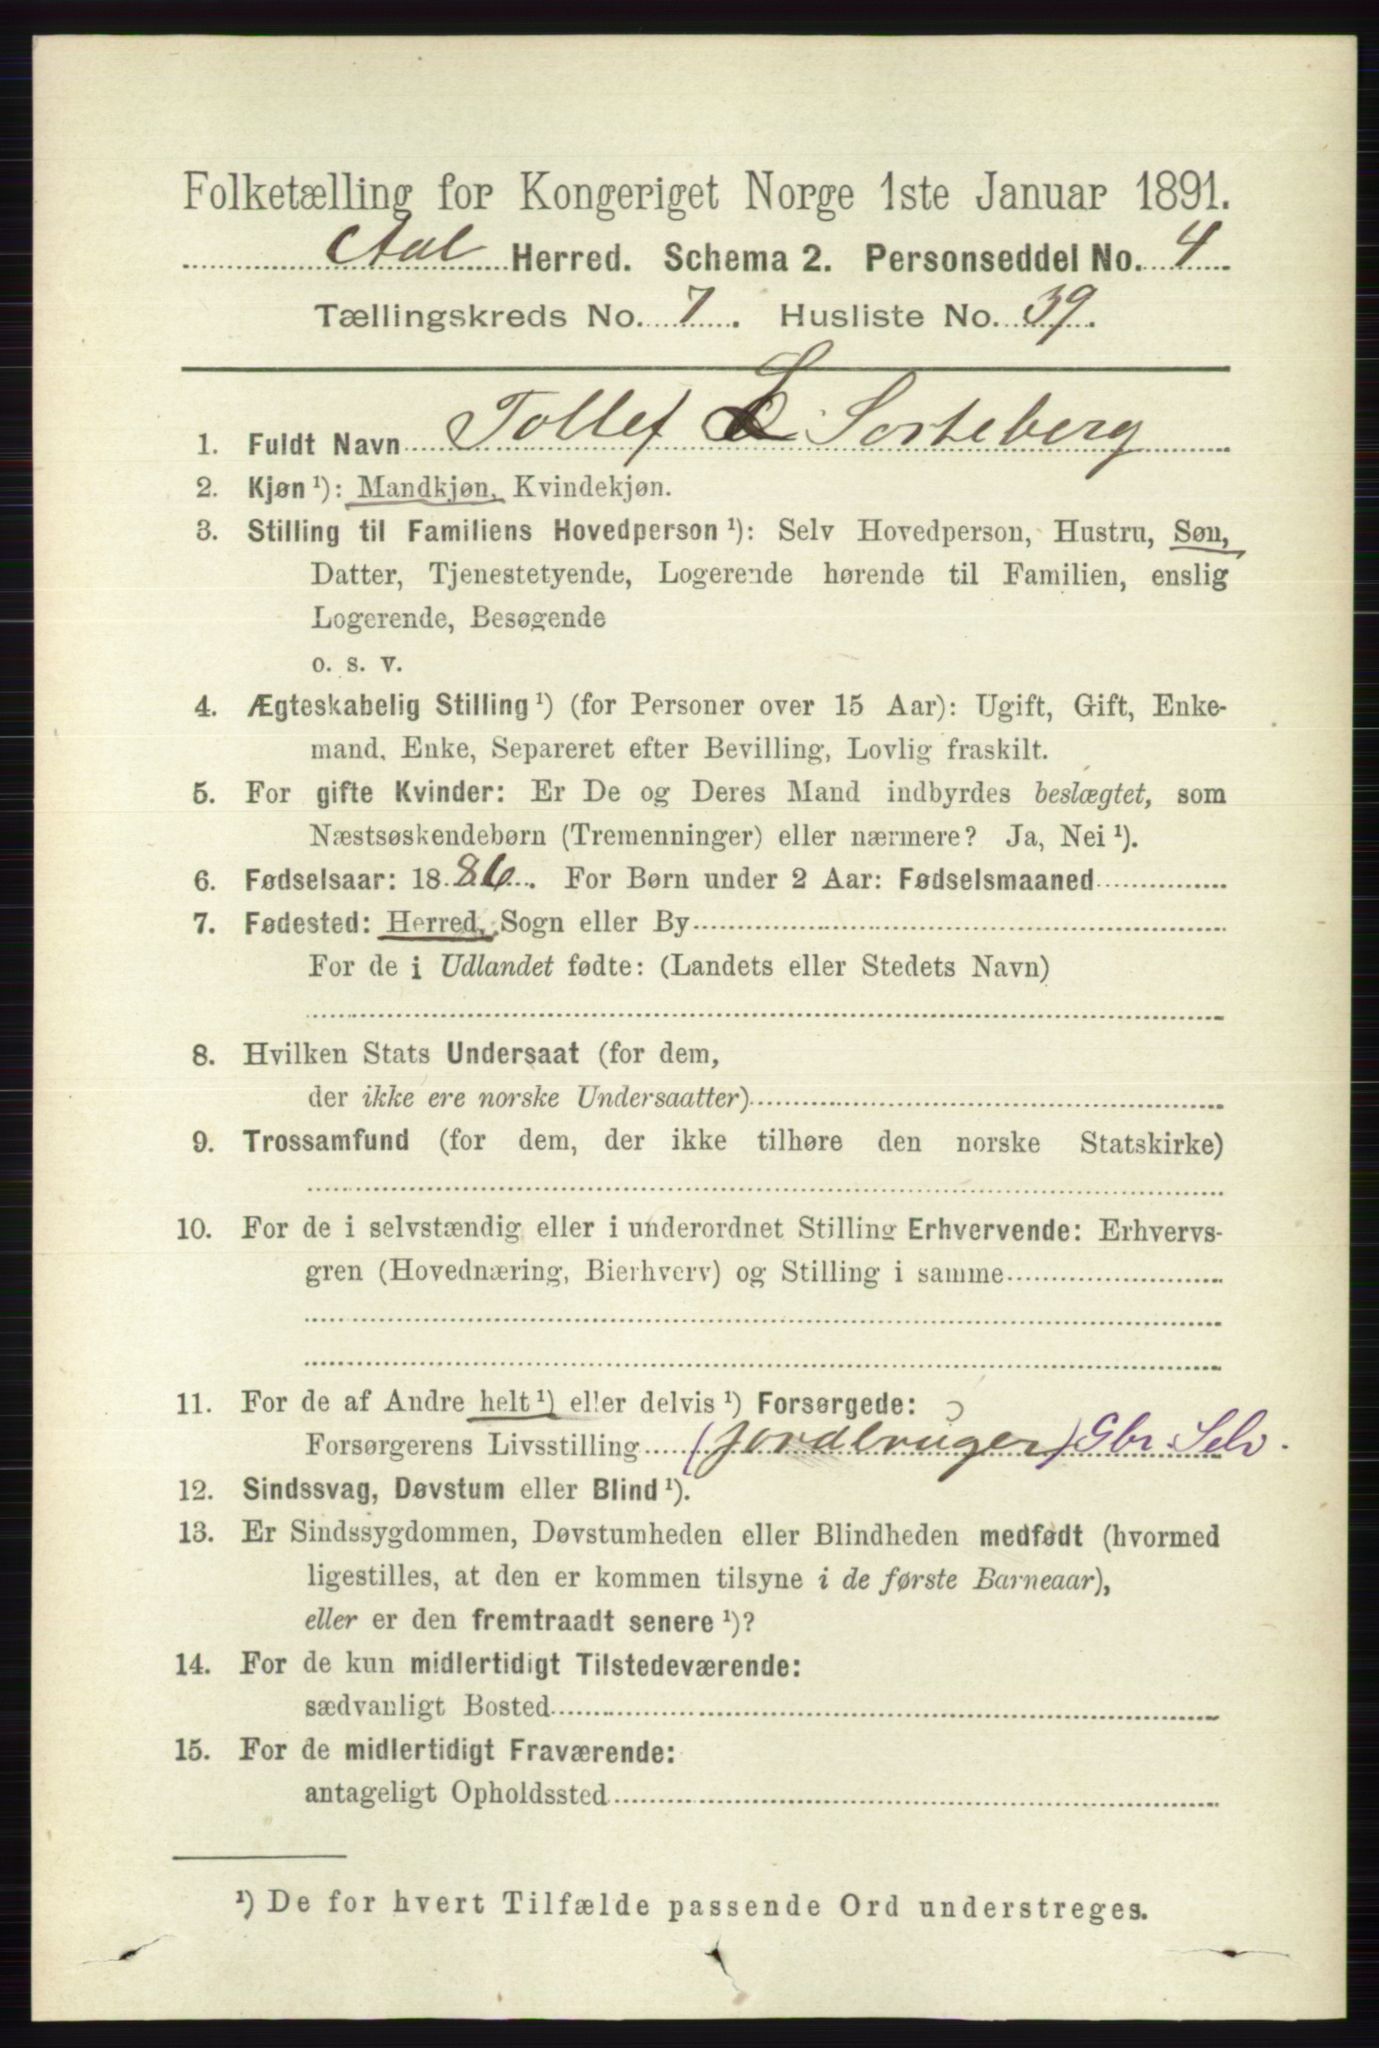 Folketælling for Kongeriget Norge 1ste Januar 1891.
Aal Herred. Schema 2. Personseddel No. 4
Tællingskreds No. 7. Husliste No. 39.
1. Fuldt Navn Tollef Sorteberg
2. Kjøn ¹): Mandkjøn, Kvindekjøn.
3. Stilling til Familiens Hovedperson ¹): Selv Hovedperson, Hustru, Søn,
Datter, Tjenestetyende, Logerende hørende til Familien, enslig
Logerende, Besøgende
o. s. v.
4. Ægteskabelig Stilling ¹) (for Personer over 15 Aar): Ugift, Gift, Enke-
mand, Enke, Separeret efter Bevilling, Lovlig fraskilt.
5. For gifte Kvinder: Er De og Deres Mand indbyrdes beslægtet, som
Næstsøskendebørn (Tremenninger) eller nærmere? Ja, Nei ¹).
6. Fødselsaar: 1886. For Børn under 2 Aar: Fødselsmaaned
7. Fødested: Herred, Sogn eller By
For de i Udlandet fødte: (Landets eller Stedets Navn)
8. Hvilken Stats Undersaat (for dem,
der ikke ere norske Undersaatter)
9. Trossamfund (for dem, der ikke tilhøre den norske Statskirke)
10. For de i selvstændig eller i underordnet Stilling Erhvervende: Erhvervs-
gren (Hovednæring, Bierhverv) og Stilling i samme
11. For de af Andre helt ¹) eller delvis ¹) Forsørgede:
Forsørgerens Livsstilling (Jordbruger) Gbr. Selv.
12. Sindssvag, Døvstum eller Blind ¹).
13. Er Sindssygdommen, Døvstumheden eller Blindheden medfødt (hvormed
ligestilles, at den er kommen tilsyne i de første Barneaar),
eller er den fremtraadt senere ¹)?
14. For de kun midlertidigt Tilstedeværende:
sædvanligt Bosted
15. For de midlertidigt Fraværende:
antageligt Opholdssted
¹) De for hvert Tilfælde passende Ord understreges.